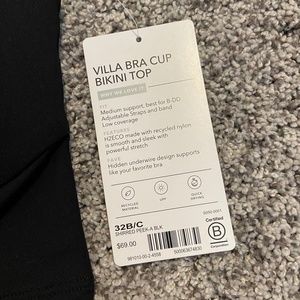 VILLA BRA CUP
BIKINI TOP
WHY WE LOVE IT
FIT
Medium support, best for B-DD
Adjustable Straps and band
Low coverage
FEATURES
H2ECO made with recycled nylon
is smooth and sleek with
powerful stretch.
FAVE
Hidden underwire design supports
like your favorite bra
RECYCLED
MATERIAL
UPF
QUICK
DRYING
32B/C
SHIRRED PEEK-A BLK
$69.00
Certified
B
Corporation